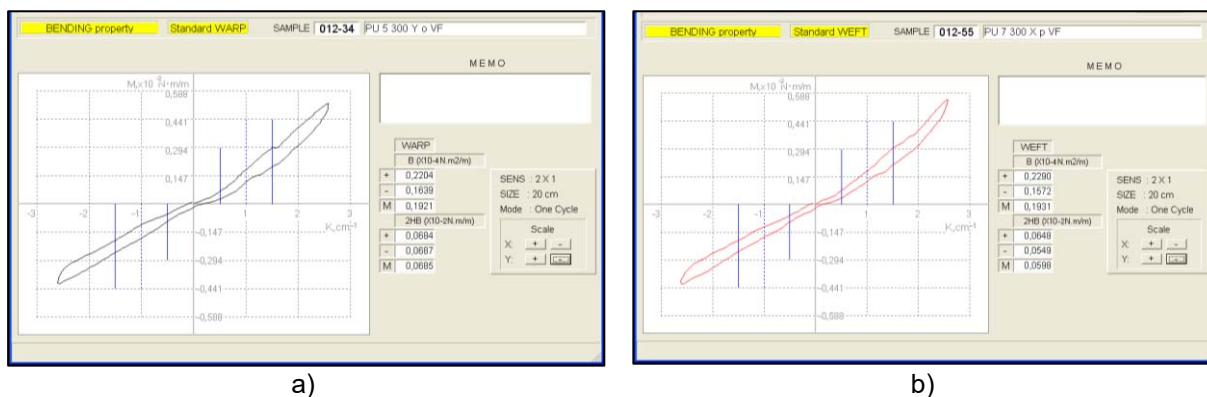 BENDING property Standard WARP SAMPLE 012-34 PU 5 300 Y o VF
MEMO
M,x10⁻² N·m/m
0,588
0,441
0,294
0,147
-3 -2 -1 0 1 2 3
K,cm⁻¹
-0,147
-0,294
-0,441
-0,588
WARP
B (X10-4N.m2/m)
+ 0,2204
- 0,1639
M 0,1921
2HB (X10-2N.m/m)
+ 0,0684
- 0,0687
M 0,0685
SENS : 2 X 1
SIZE : 20 cm
Mode : One Cycle
Scale
X: + -
Y: + -
a)
BENDING property Standard WEFT SAMPLE 012-55 PU 7 300 X p VF
MEMO
M,x10⁻² N·m/m
0,588
0,441
0,294
0,147
-3 -2 -1 0 1 2 3
K,cm⁻¹
-0,147
-0,294
-0,441
-0,588
WEFT
B (X10-4N.m2/m)
+ 0,2290
- 0,1572
M 0,1931
2HB (X10-2N.m/m)
+ 0,0648
- 0,0549
M 0,0598
SENS : 2 X 1
SIZE : 20 cm
Mode : One Cycle
Scale
X: + -
Y: + -
b)